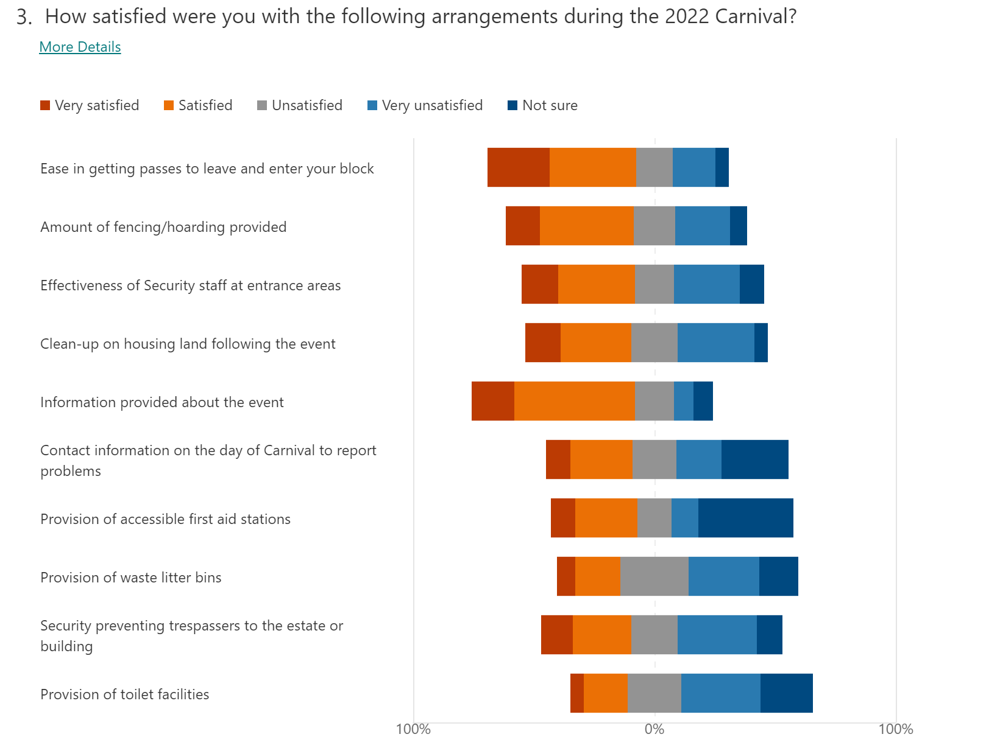 3. How satisfied were you with the following arrangements during the 2022 Carnival?
More Details
Very satisfied Satisfied Unsatisfied Very unsatisfied Not sure
Ease in getting passes to leave and enter your block
Amount of fencing/hoarding provided
Effectiveness of Security staff at entrance areas
Clean-up on housing land following the event
Information provided about the event
Contact information on the day of Carnival to report
problems
Provision of accessible first aid stations
Provision of waste litter bins
Security preventing trespassers to the estate or
building
Provision of toilet facilities
100% 0% 100%